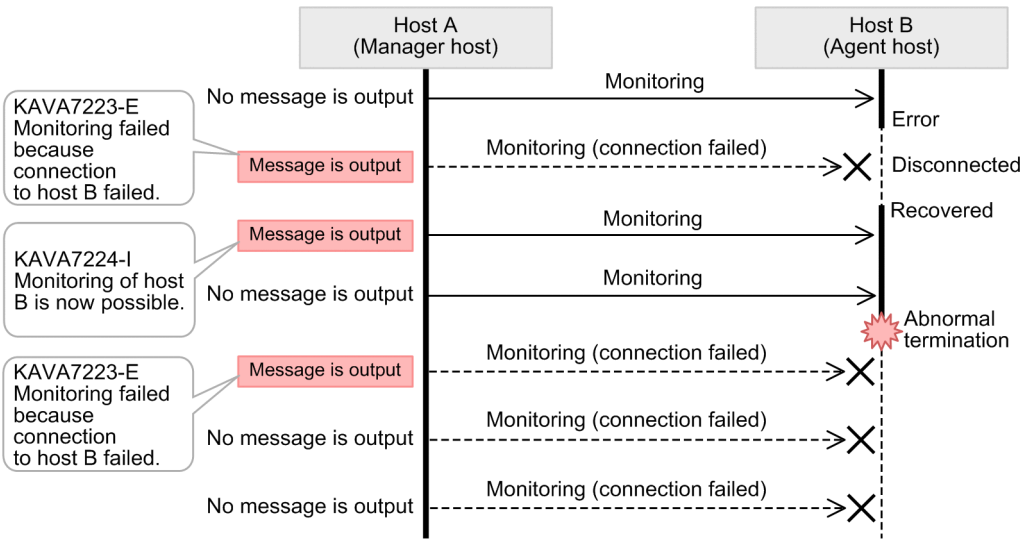 Host A
(Manager host)
Host B
(Agent host)
No message is output
Monitoring
Error
KAVA7223-E
Monitoring failed
because
connection
to host B failed.
Message is output
Monitoring (connection failed)
Disconnected
Recovered
KAVA7224-I
Monitoring of host
B is now possible.
Message is output
Monitoring
No message is output
Monitoring
Abnormal
termination
KAVA7223-E
Monitoring failed
because
connection
to host B failed.
Message is output
Monitoring (connection failed)
No message is output
Monitoring (connection failed)
No message is output
Monitoring (connection failed)